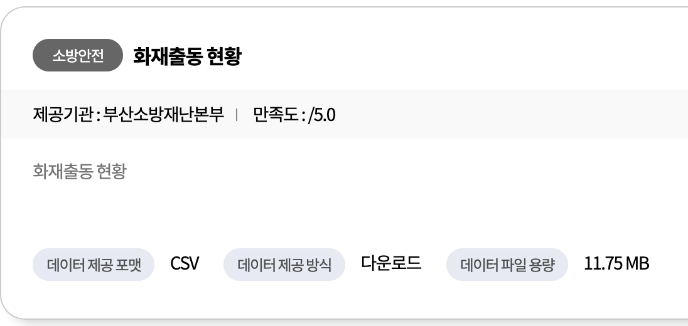 소방안전 화재출동 현황
제공기관 : 부산소방재난본부 | 만족도 : /5.0
화재출동 현황
데이터 제공 포맷 CSV 데이터 제공 방식 다운로드 데이터 파일 용량 11.75 MB